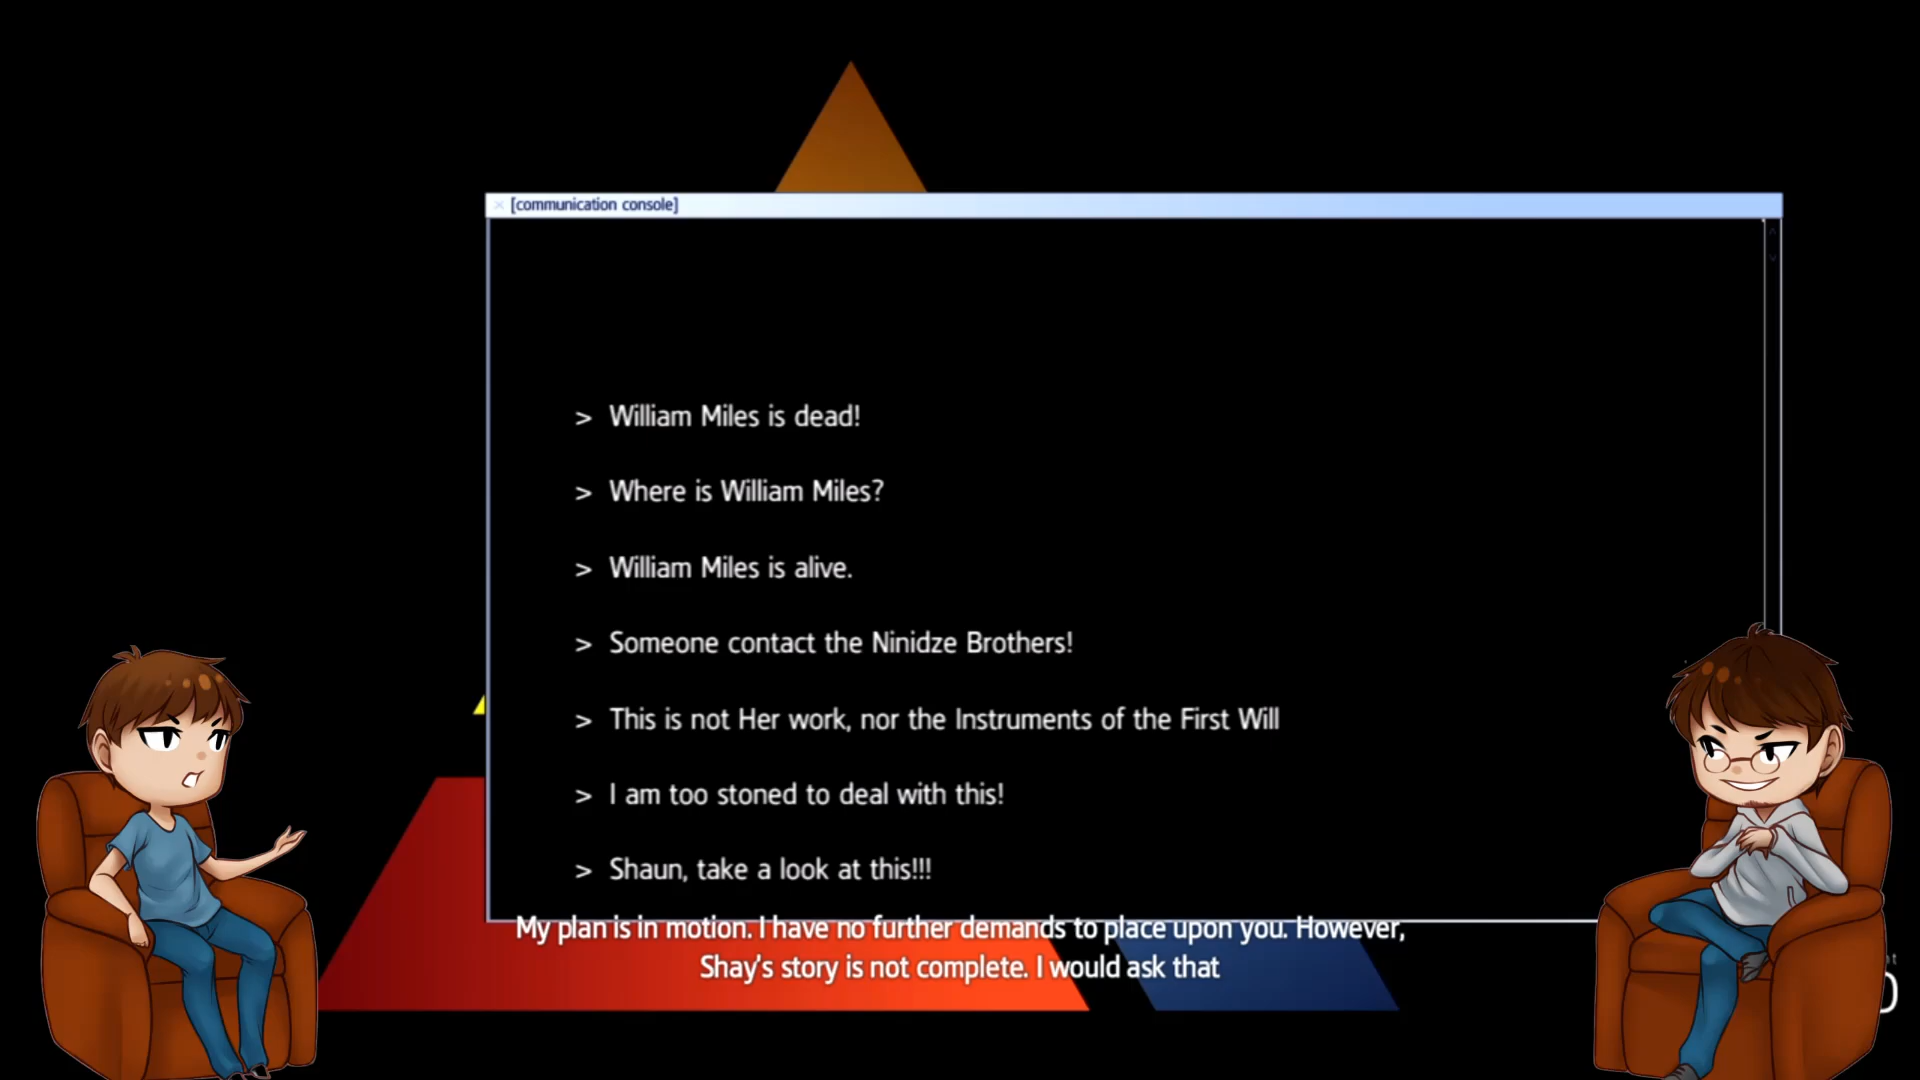 × [communication console]
> William Miles is dead!
> Where is William Miles?
> William Miles is alive.
> Someone contact the Ninidze Brothers!
> This is not Her work, nor the Instruments of the First Will
> I am too stoned to deal with this!
> Shaun, take a look at this!!!
My plan is in motion. I have no further demands to place upon you. However,
Shay's story is not complete. I would ask that